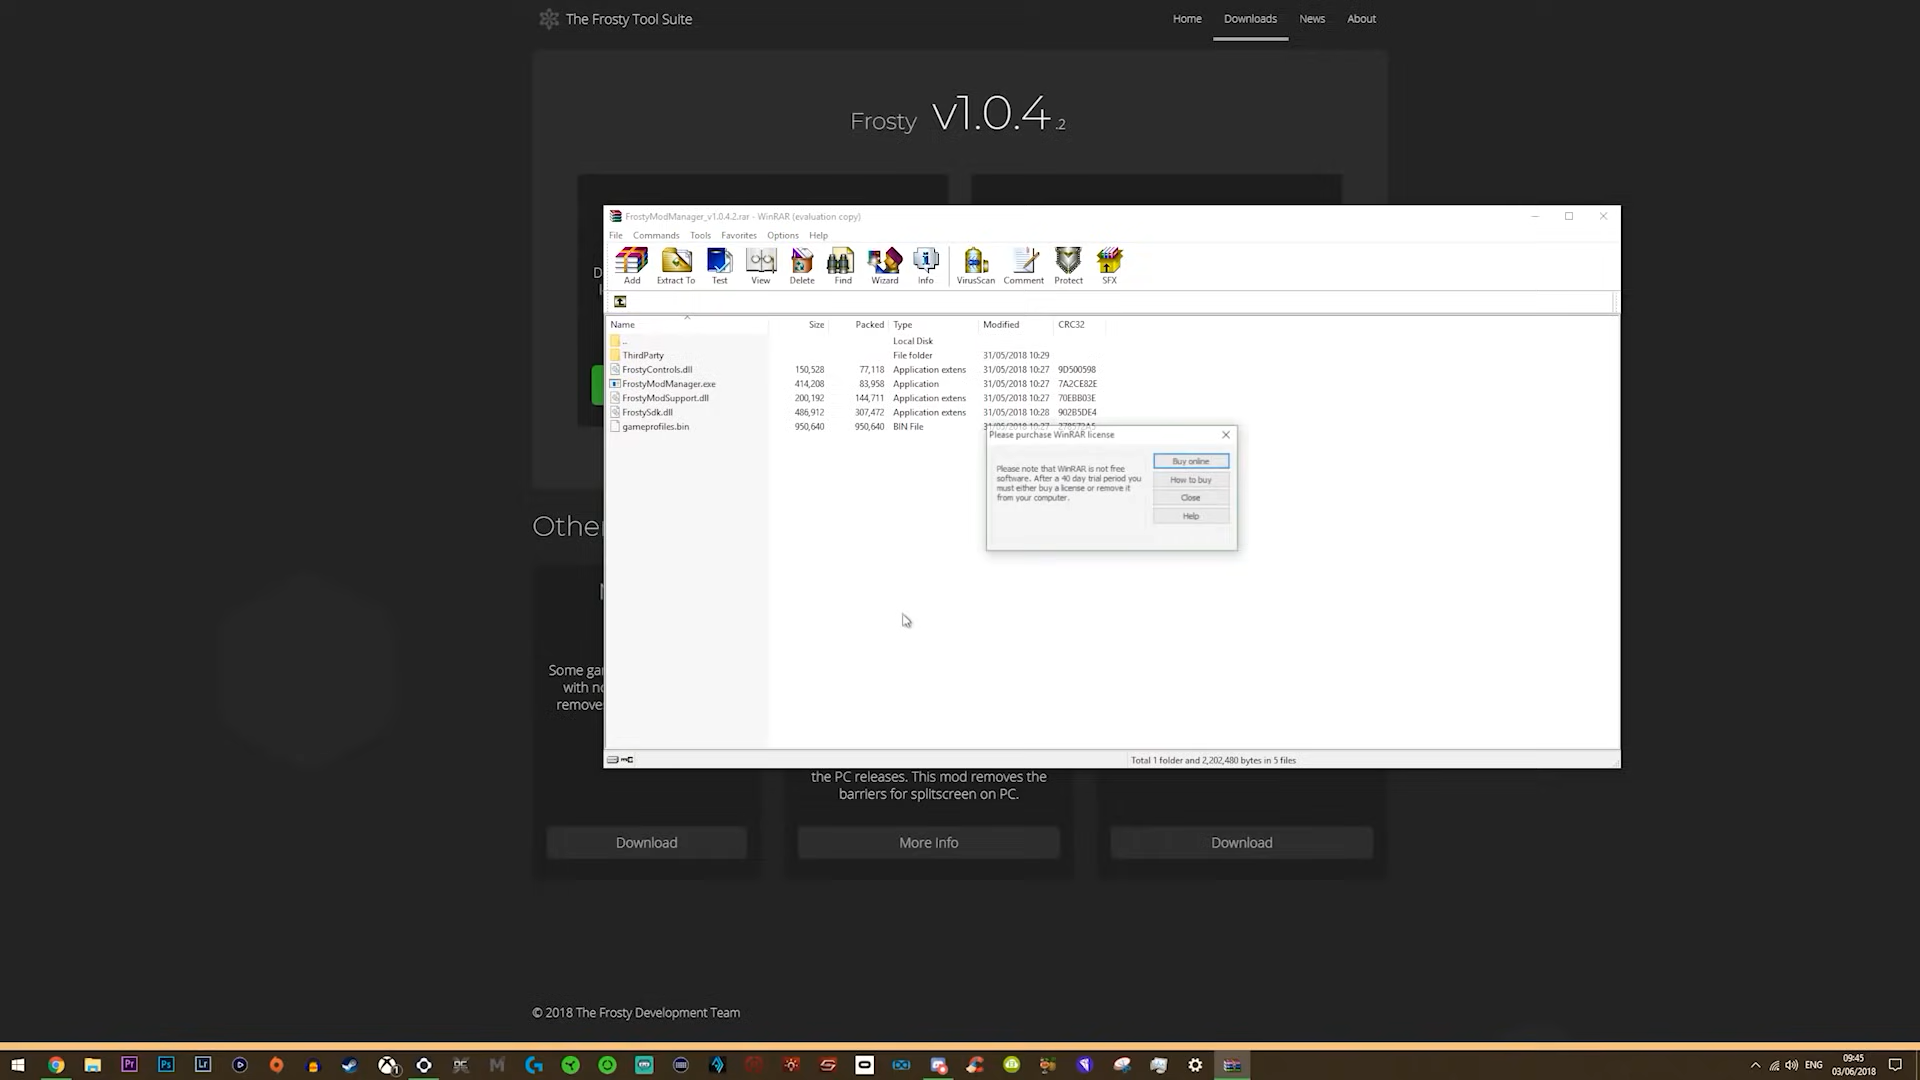 The Frosty Tool Suite
Home Downloads News About
Frosty v1.0.4.2
FrostyModManager_v1.0.4.2.rar - WinRAR (evaluation copy)
File Commands Tools Favorites Options Help
Add Extract To Test View Delete Find Wizard Info VirusScan Comment Protect SFX
Name Size Packed Type Modified CRC32
.. Local Disk
ThirdParty File folder 31/05/2018 10:29
FrostyControls.dll 150,528 77,118 Application extens 31/05/2018 10:27 9D500598
FrostyModManager.exe 414,208 83,958 Application 31/05/2018 10:27 7A2CE82E
FrostyModSupport.dll 200,192 144,711 Application extens 31/05/2018 10:27 70EBB03E
FrostySdk.dll 486,912 307,472 Application extens 31/05/2018 10:28 902B5DE4
gameprofiles.bin 950,640 950,640 BIN File
Please purchase WinRAR license
Please note that WinRAR is not free
software. After a 40 day trial period you
must either buy a license or remove it
from your computer.
Buy online
How to buy
Close
Help
Total 1 folder and 2,202,480 bytes in 5 files
Other
Some gam
with no
remove
the PC releases. This mod removes the
barriers for splitscreen on PC.
Download
More Info
Download
© 2018 The Frosty Development Team
Pr Ps Lr
ENG
09:45
03/06/2018